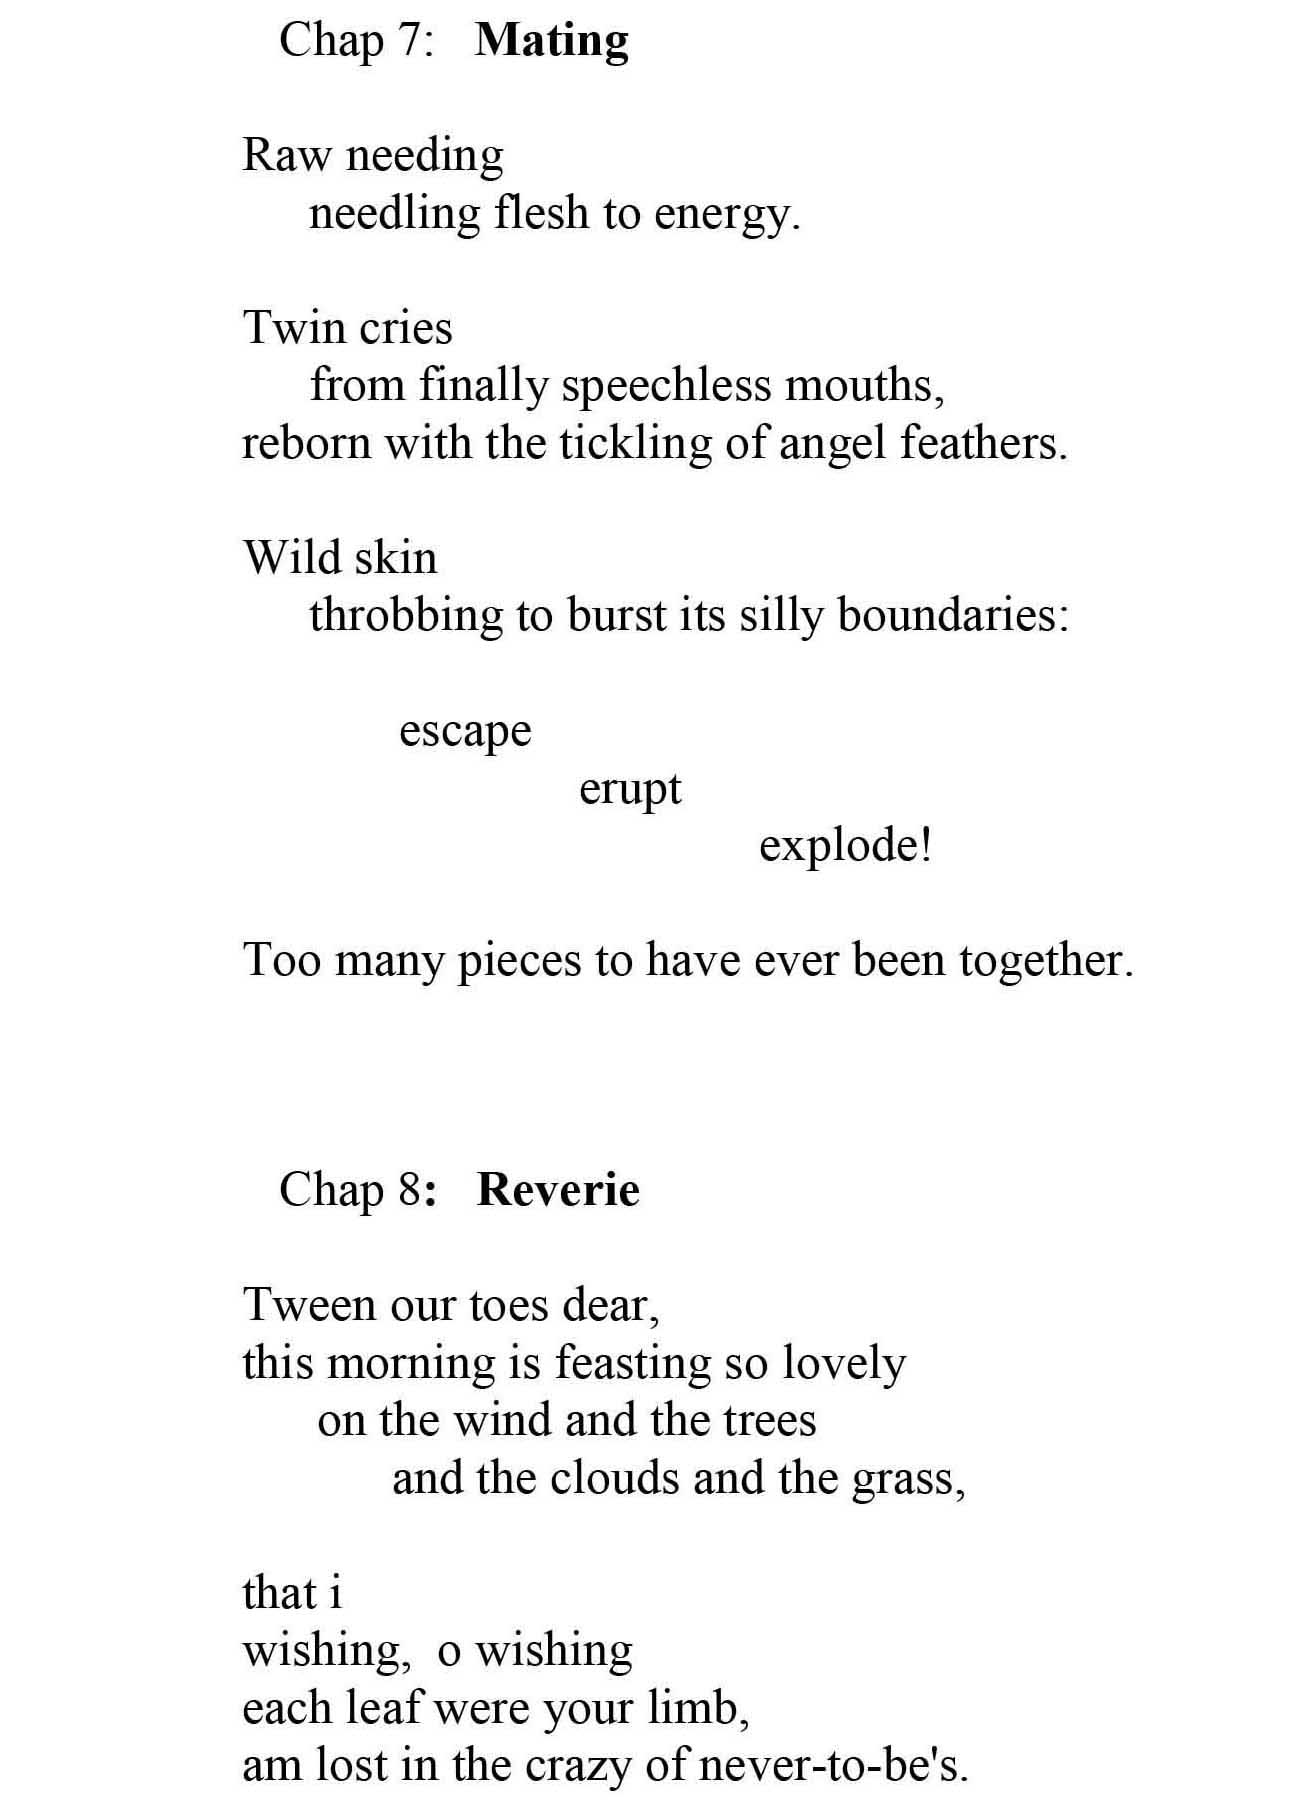 Chap 7:   Mating
Raw needing
needling flesh to energy.
Twin cries
from finally speechless mouths,
reborn with the tickling of angel feathers.
Wild skin
throbbing to burst its silly boundaries:
escape
erupt
explode!
Too many pieces to have ever been together.
Chap 8:   Reverie
Tween our toes dear,
this morning is feasting so lovely
on the wind and the trees
and the clouds and the grass,
that i
wishing,  o wishing
each leaf were your limb,
am lost in the crazy of never-to-be's.